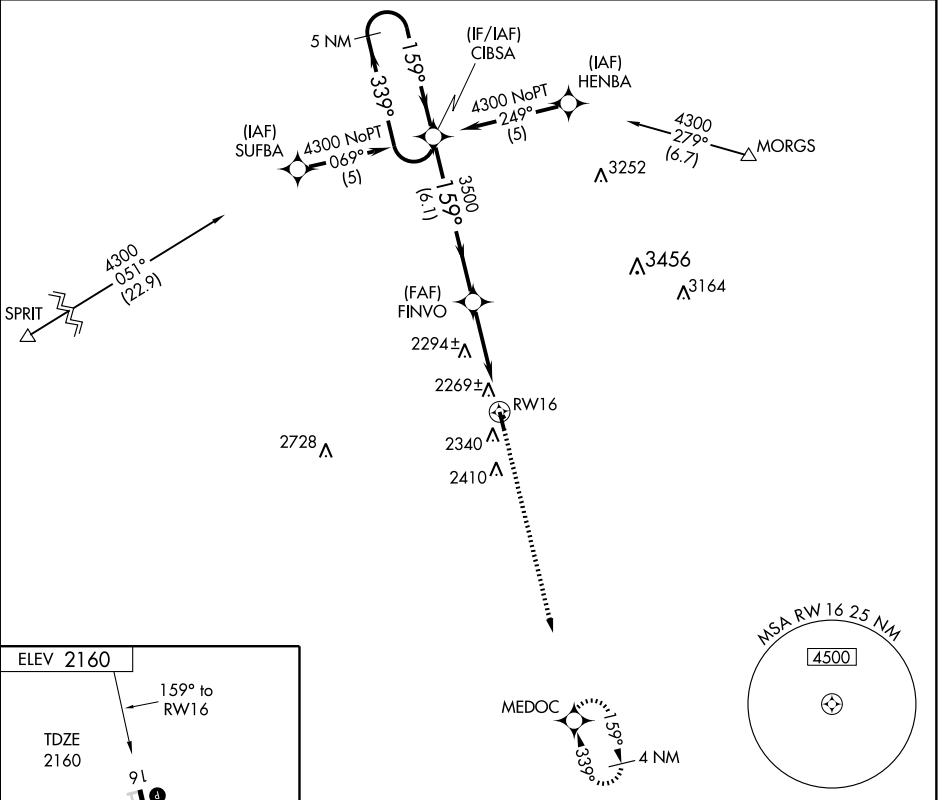 5 NM
159°
339°
(IF/IAF)
CIBSA
(IAF)
HENBA
4300 NoPT
249°
(5)
4300
279°
(6.7)
MORGS
(IAF)
SUFBA
4300 NoPT
069°
(5)
3252
3500
159°
(6.1)
4300
051°
(22.9)
SPRIT
3456
3164
(FAF)
FINVO
2294±
2269±
RW16
2340
2728
2410
MSA RW 16 25 NM
4500
ELEV 2160
159° to
RW16
TDZE
2160
16
P
MEDOC
159°
339°
4 NM